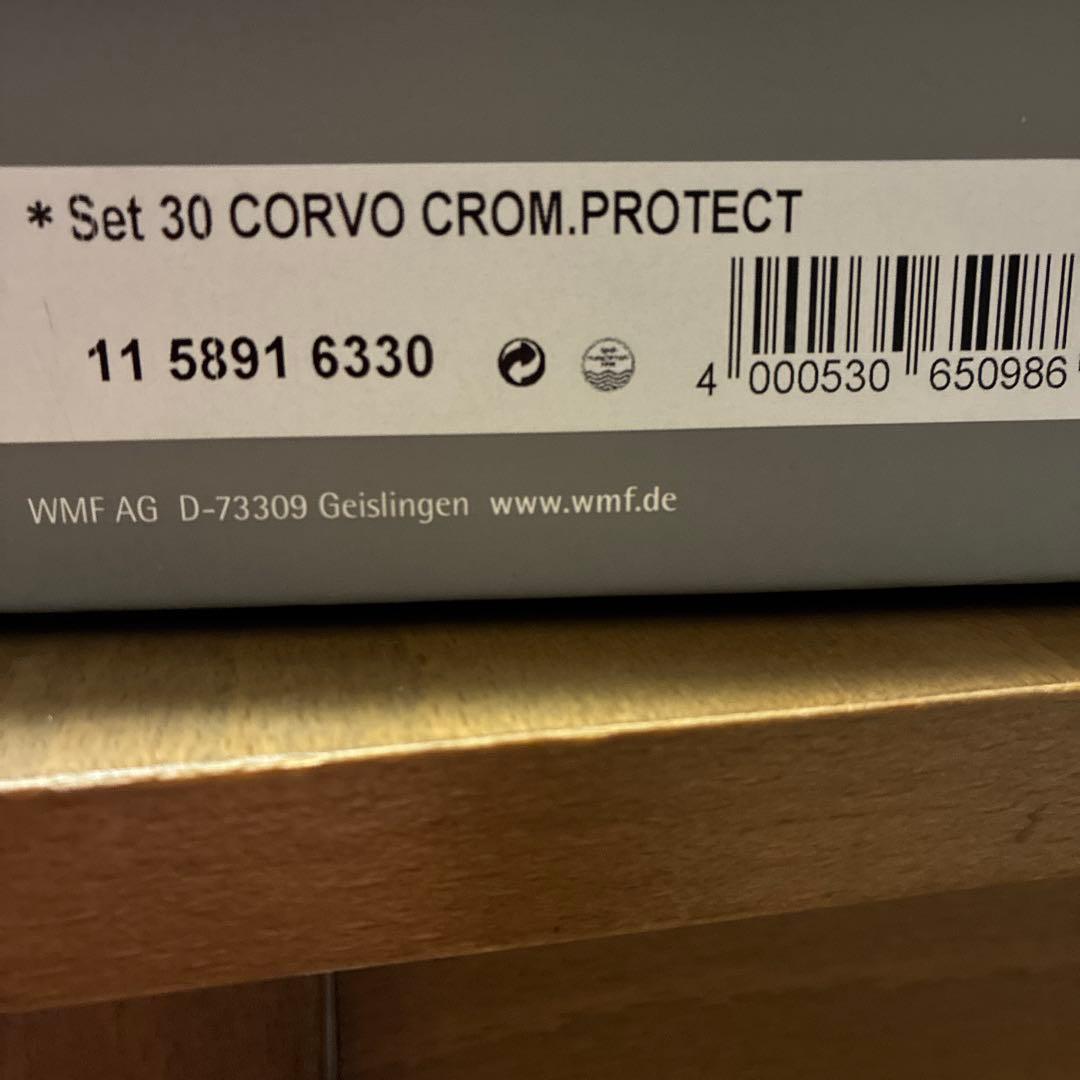 * Set 30 CORVO CROM.PROTECT
11 5891 6330
4 000530 650986
WMF AG D-73309 Geislingen www.wmf.de